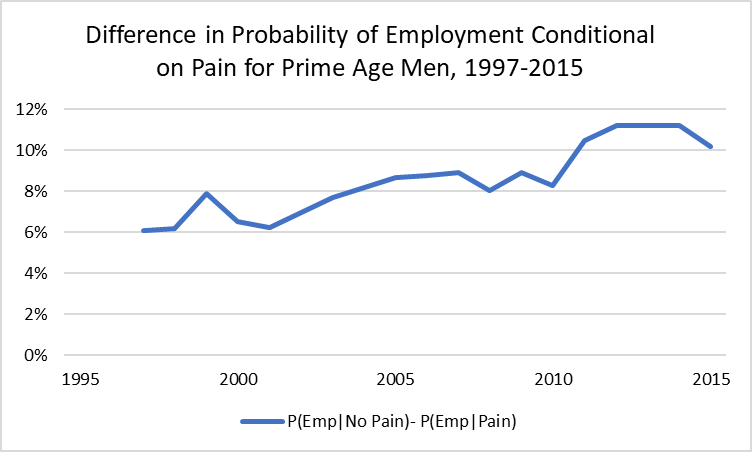 Difference in Probability of Employment Conditional
on Pain for Prime Age Men, 1997-2015
12%
10%
8%
6%
4%
2%
0%
1995 2000 2005 2010 2015
P(Emp|No Pain)- P(Emp|Pain)